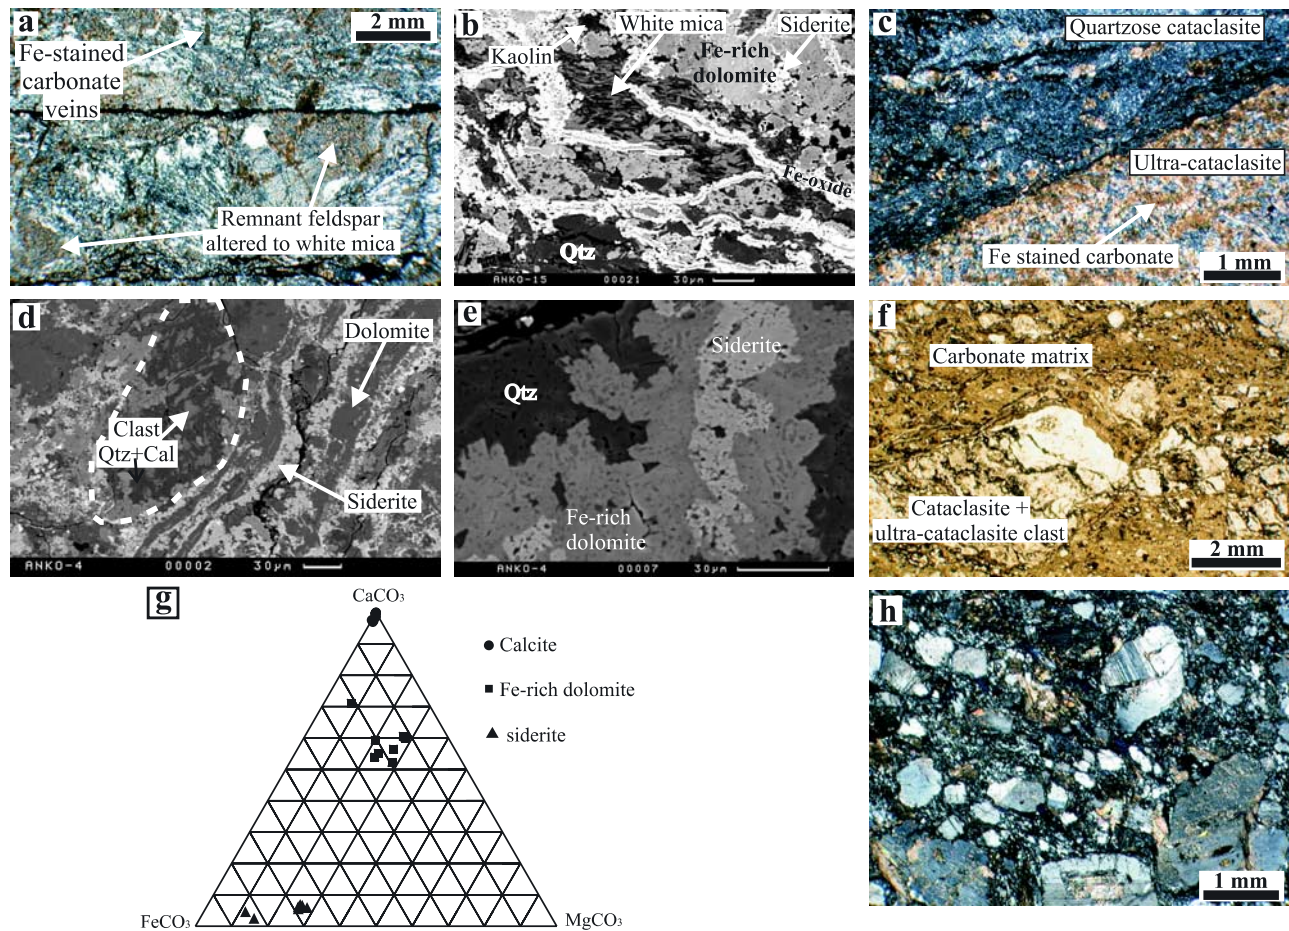 a
2 mm
Fe-stained
carbonate
veins
Remnant feldspar
altered to white mica
b
White mica
Siderite
Kaolin
Fe-rich
dolomite
Fe-oxide
Qtz
ANKO-15 00021 30µm
c
Quartzose cataclasite
Ultra-cataclasite
Fe stained carbonate
1 mm
d
Dolomite
Clast
Qtz+Cal
Siderite
ANKO-4 00002 30µm
e
Siderite
Qtz
Fe-rich
dolomite
ANKO-4 00007 30µm
f
Carbonate matrix
Cataclasite +
ultra-cataclasite clast
2 mm
g
CaCO₃
Calcite
Fe-rich dolomite
siderite
FeCO₃
MgCO₃
h
1 mm